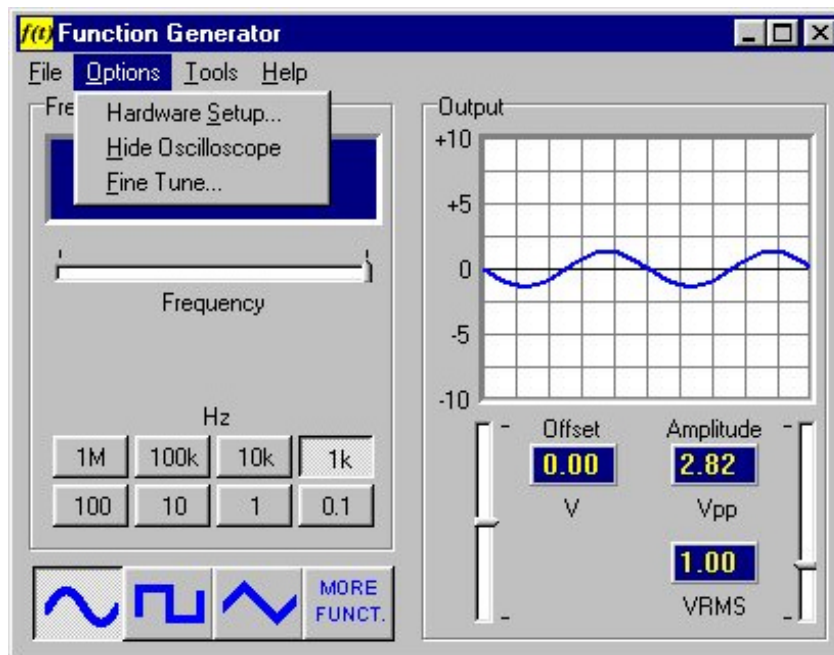 f(t) Function Generator
File Options Tools Help
Hardware Setup...
Hide Oscilloscope
Fine Tune...
Frequency
Hz
1M 100k 10k 1k
100 10 1 0.1
MORE
FUNCT.
Output
+10
+5
0
-5
-10
Offset Amplitude
0.00 2.82
V Vpp
1.00
VRMS